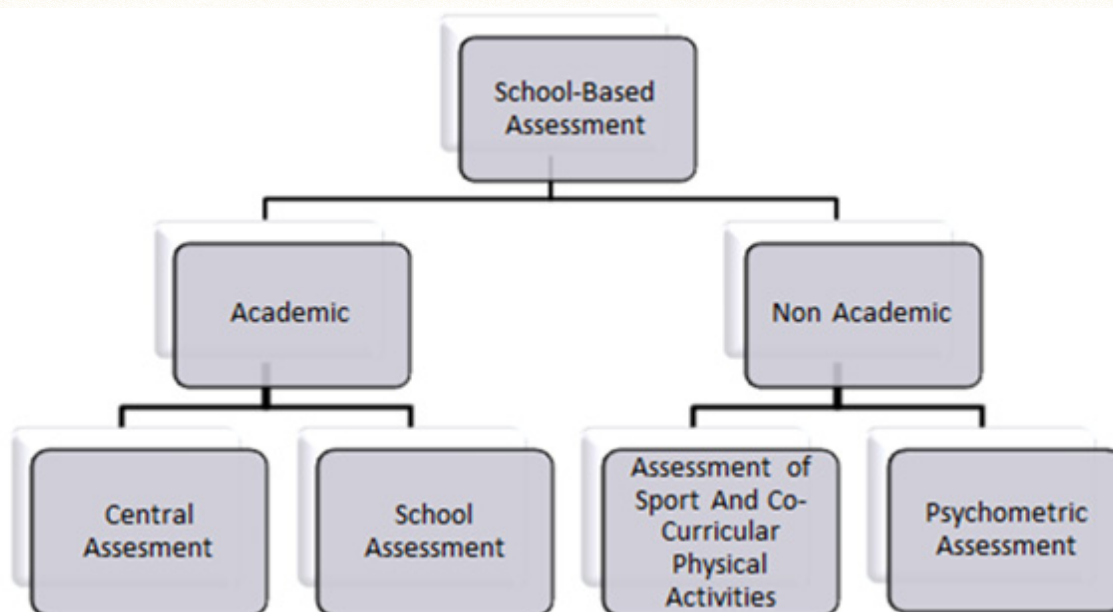 School-Based
Assessment
Academic
Non Academic
Central
Assesment
School
Assessment
Assessment of
Sport And Co-
Curricular
Physical
Activities
Psychometric
Assessment